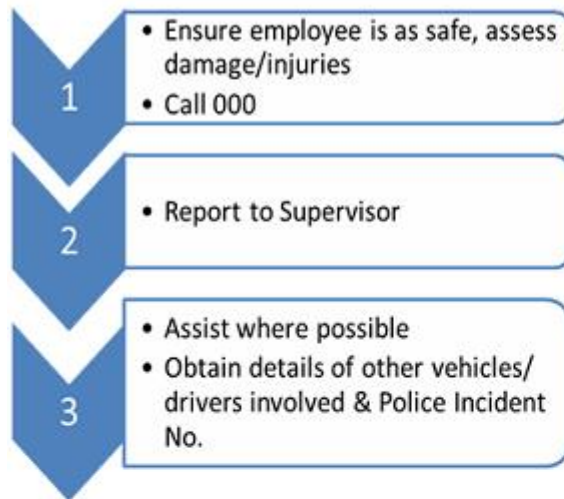 1
• Ensure employee is as safe, assess
damage/injuries
• Call 000
2
• Report to Supervisor
3
• Assist where possible
• Obtain details of other vehicles/
drivers involved & Police Incident
No.